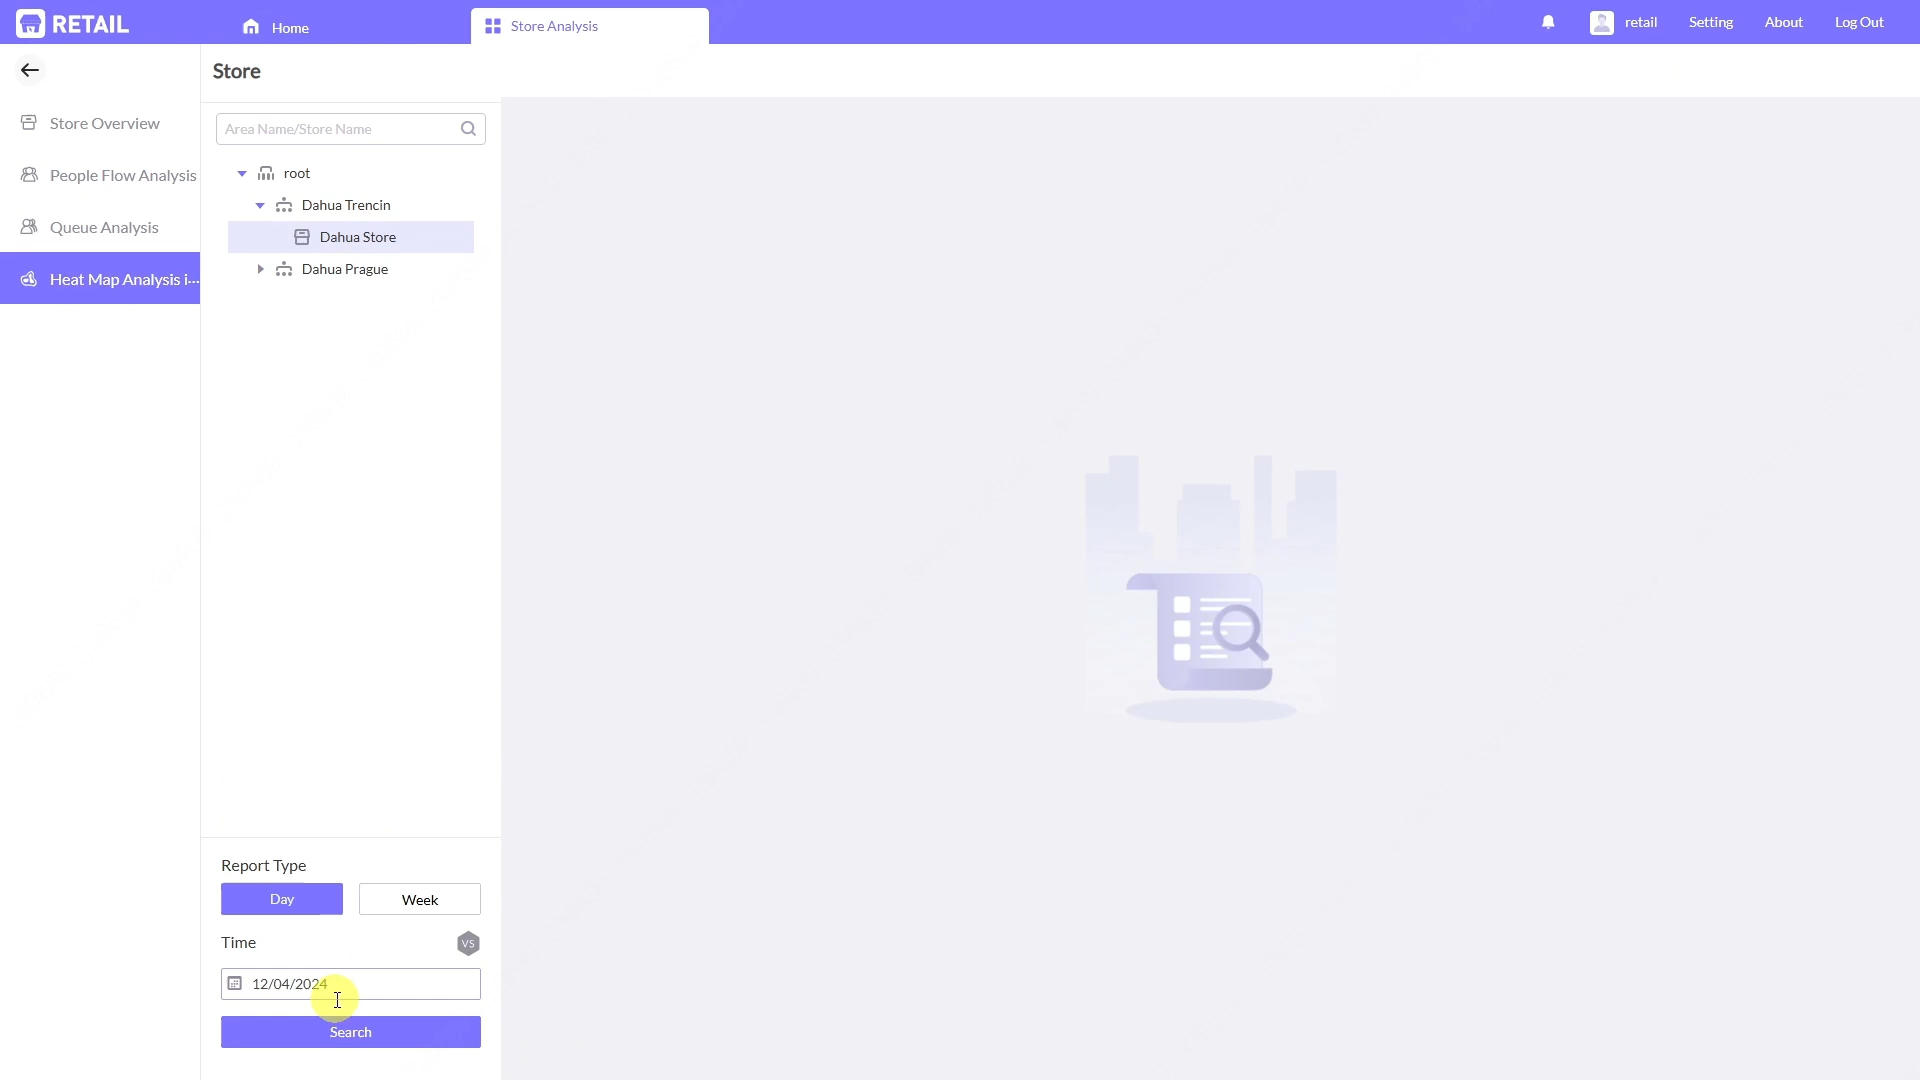 RETAIL
Home
Store Analysis
retail
Setting
About
Log Out
Store
Store Overview
People Flow Analysis
Queue Analysis
Heat Map Analysis i...
Area Name/Store Name
root
Dahua Trencin
Dahua Store
Dahua Prague
Report Type
Day
Week
Time
VS
12/04/2024
Search